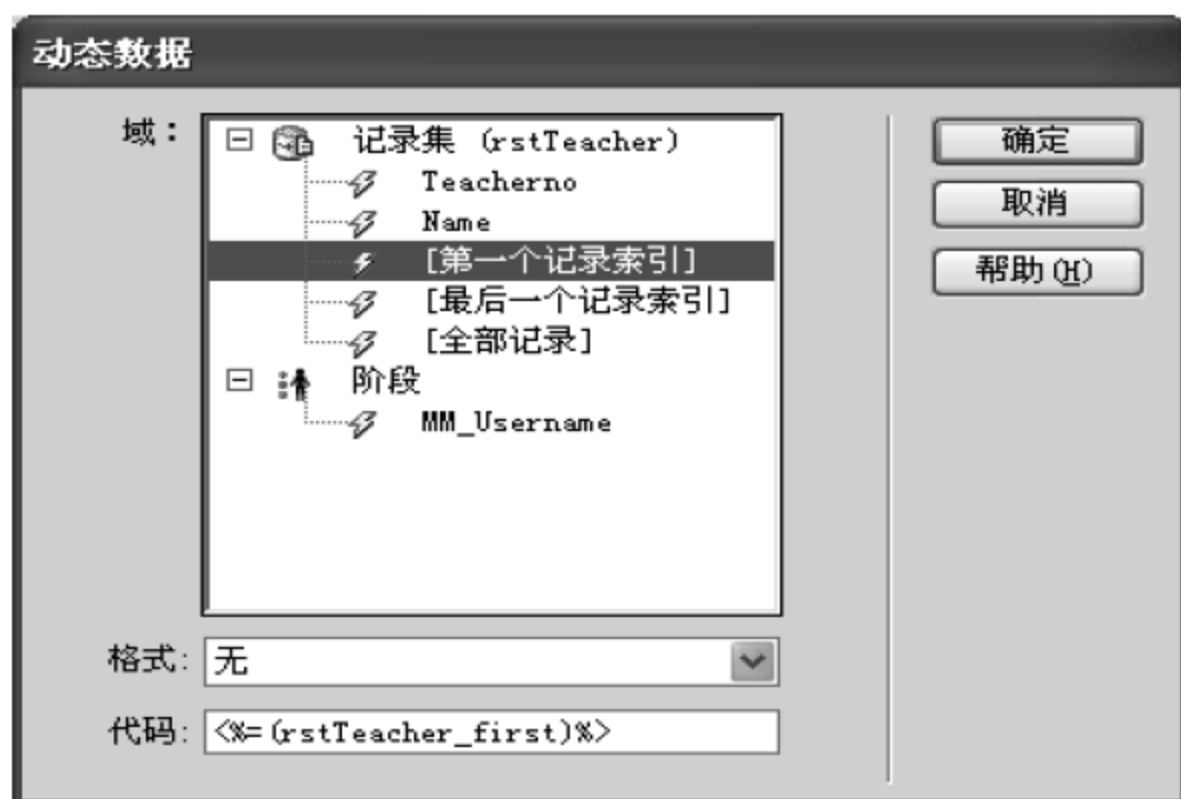 动态数据
域：
记录集 (rstTeacher)
Teacherno
Name
[第一个记录索引]
[最后一个记录索引]
[全部记录]
阶段
MM_Username
确定
取消
帮助(H)
格式: 无
代码: <%=(rstTeacher_first)%>